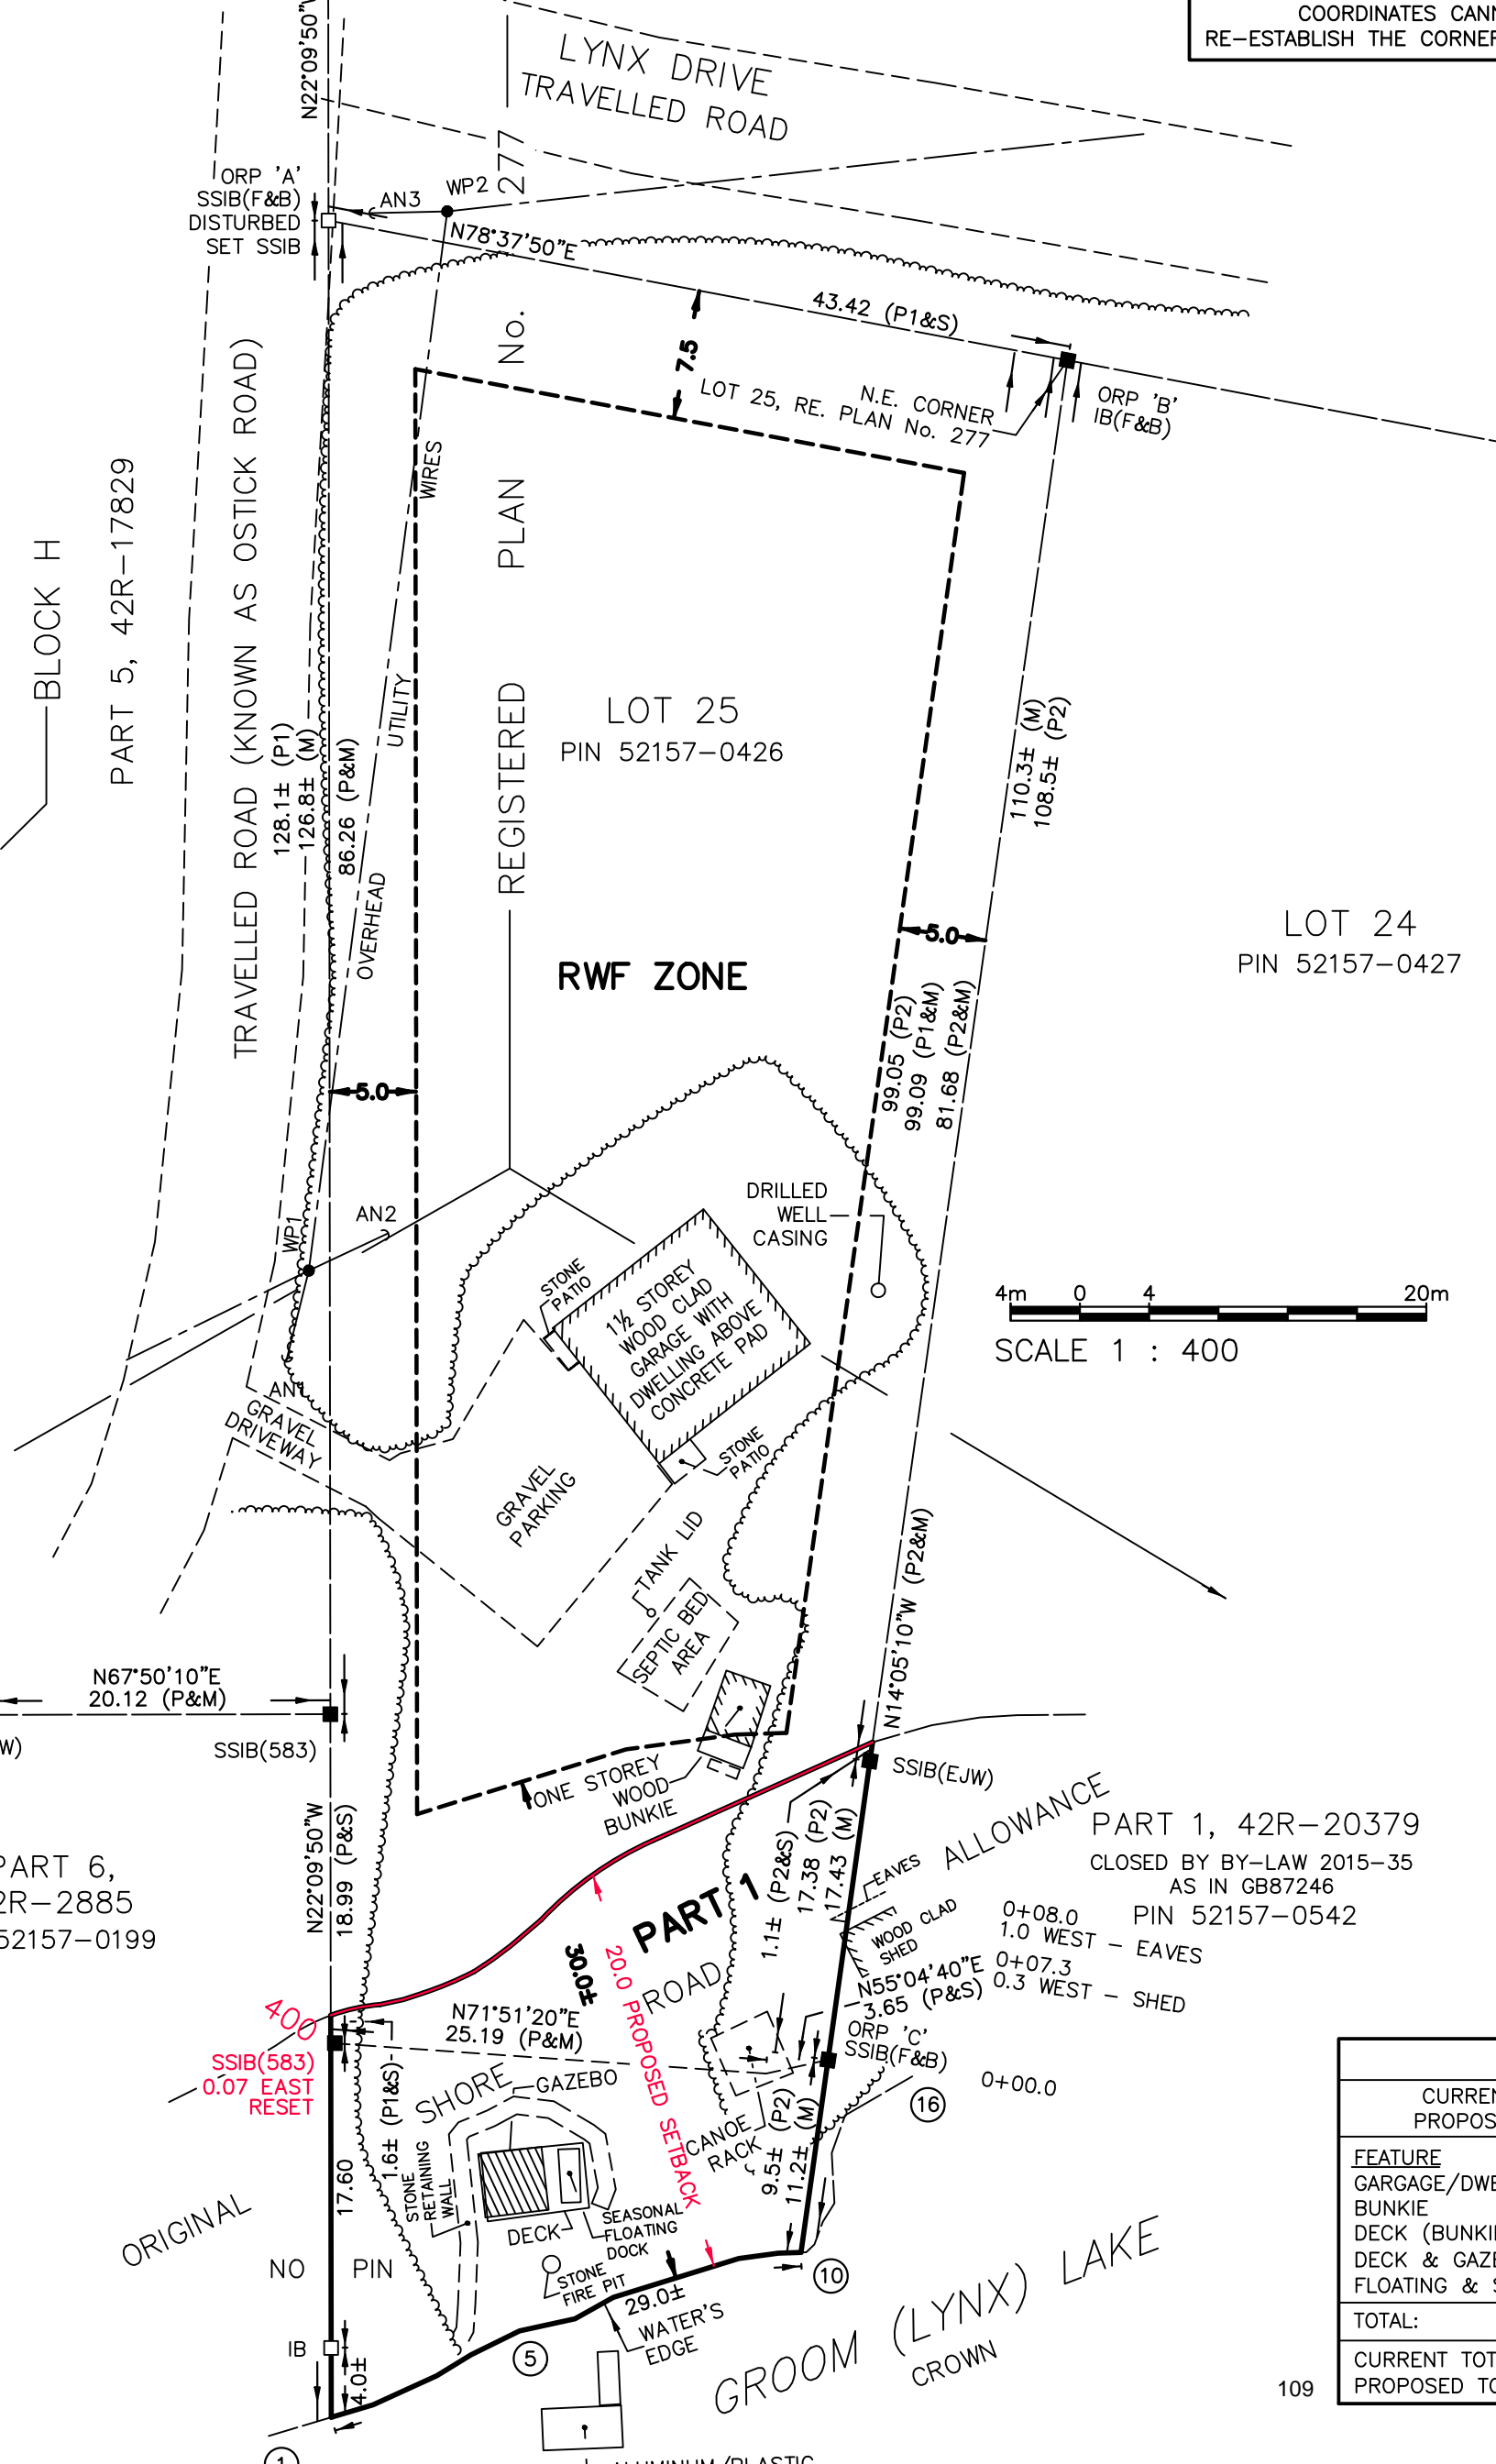 COORDINATES CANN
RE-ESTABLISH THE CORNER
N22°09'50"
LYNX DRIVE
TRAVELLED ROAD
ORP 'A'
SSIB(F&B)
DISTURBED
SET SSIB
AN3
WP2
277
N78°37'50"E
43.42 (P1&S)
7.5
N.E. CORNER
LOT 25, RE. PLAN No. 277
ORP 'B'
IB(F&B)
No.
PLAN
REGISTERED
WIRES
UTILITY
OVERHEAD
BLOCK H
PART 5, 42R-17829
TRAVELLED ROAD (KNOWN AS OSTICK ROAD)
128.1± (P1)
126.8± (M)
86.26 (P&M)
LOT 25
PIN 52157-0426
110.3± (M)
108.5± (P2)
LOT 24
PIN 52157-0427
5.0
RWF ZONE
99.05 (P2)
99.09 (P1&M)
81.68 (P2&M)
5.0
DRILLED
WELL
CASING
WP1
AN2
STONE
PATIO
1½ STOREY
WOOD CLAD
GARAGE WITH
DWELLING ABOVE
CONCRETE PAD
4m 0 4 20m
SCALE 1 : 400
AN1
GRAVEL
DRIVEWAY
STONE
PATIO
GRAVEL
PARKING
TANK LID
SEPTIC BED
AREA
N14°05'10"W (P2&M)
N67°50'10"E
20.12 (P&M)
W)
SSIB(583)
ONE STOREY
WOOD
BUNKIE
SSIB(EJW)
ALLOWANCE
PART 1, 42R-20379
CLOSED BY BY-LAW 2015-35
AS IN GB87246
PIN 52157-0542
PART 6,
2R-2885
52157-0199
N22°09'50"W
18.99 (P&S)
PART 1
1.1± (P2&S)
17.38 (P2)
17.43 (M)
EAVES
WOOD CLAD
SHED
0+08.0
1.0 WEST - EAVES
0+07.3
0.3 WEST - SHED
30.0±
20.0 PROPOSED SETBACK
ROAD
N55°04'40"E
3.65 (P&S)
ORP 'C'
SSIB(F&B)
0+00.0
400
N71°51'20"E
25.19 (P&M)
SSIB(583)
0.07 EAST
RESET
1.6± (P1&S)
SHORE
GAZEBO
16
CANOE
RACK
9.5± (P2)
11.2± (M)
17.60
STONE
RETAINING
WALL
DECK
SEASONAL
FLOATING
DOCK
STONE
FIRE PIT
ORIGINAL
NO PIN
29.0±
WATER'S
EDGE
10
5
IB
4.0±
GROOM (LYNX) LAKE
CROWN
1
ALUMINUM/PLASTIC
109
CURREN
PROPOS
FEATURE
GARGAGE/DWE
BUNKIE
DECK (BUNKI
DECK & GAZE
FLOATING & S
TOTAL:
CURRENT TOT
PROPOSED TO